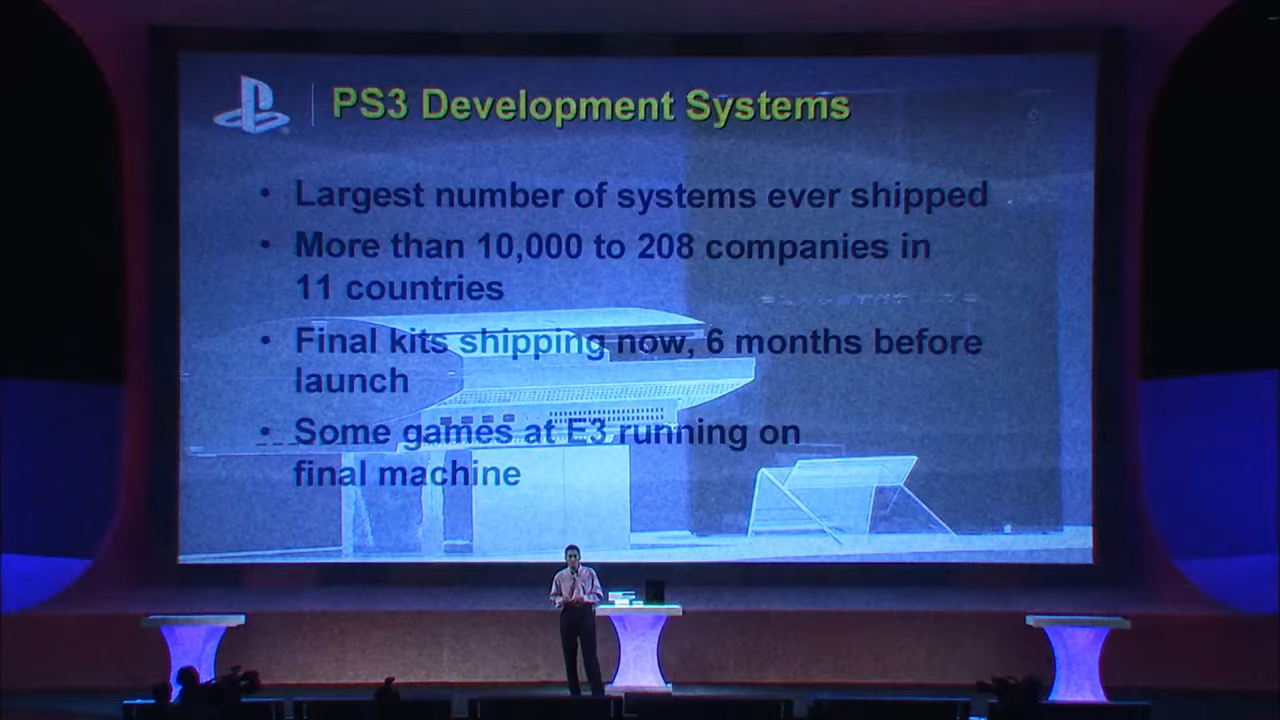 PS3 Development Systems
• Largest number of systems ever shipped
• More than 10,000 to 208 companies in
11 countries
• Final kits shipping now, 6 months before
launch
• Some games at E3 running on
final machine